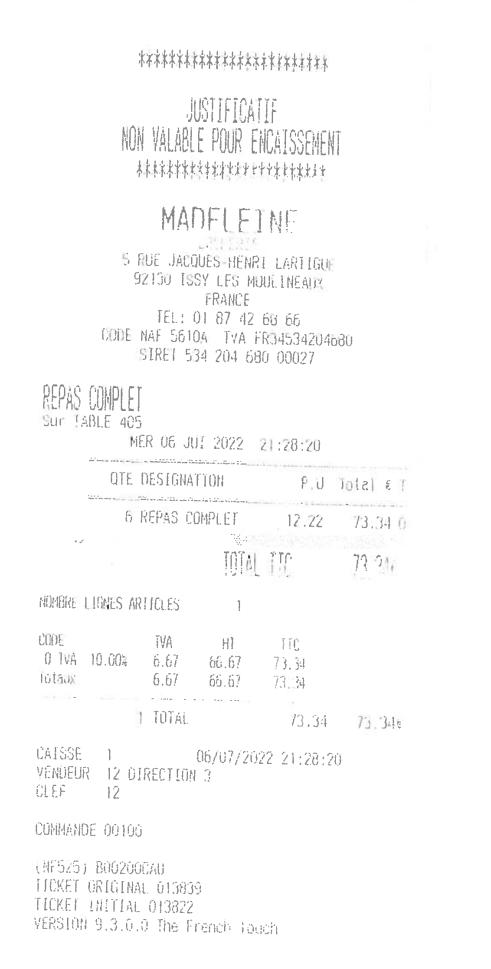 ************************
JUSTIFICATIF
NON VALABLE POUR ENCAISSEMENT
************************
MADELEINE
5 RUE JACQUES-HENRI LARTIGUE
92130 ISSY LES MOULINEAUX
FRANCE
TEL: 01 87 42 68 66
CODE NAF 5610A TVA FR34534204680
SIRET 534 204 680 00027
REPAS COMPLET
Sur TABLE 405
MER 06 JUI 2022 21:28:20
QTE DESIGNATION P.U Total € T
6 REPAS COMPLET 12.22 73.34 0
TOTAL TTC 73.34€
NOMBRE LIGNES ARTICLES 1
CODE TVA HT TTC
0 TVA 10.00% 6.67 66.67 73.34
Totaux 6.67 66.67 73.34
1 TOTAL 73.34 73.34€
CAISSE 1 06/07/2022 21:28:20
VENDEUR 12 DIRECTION 3
CLEF 12
COMMANDE 00100
(NF525) B00200CAU
TICKET ORIGINAL 013839
TICKET INITIAL 013822
VERSION 9.3.0.0 The French Touch